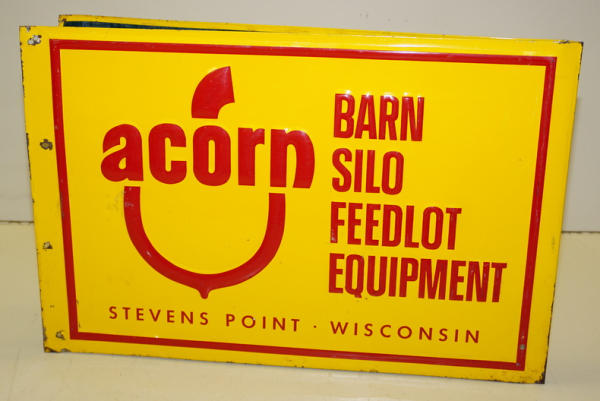 acorn
BARN
SILO
FEEDLOT
EQUIPMENT
STEVENS POINT · WISCONSIN